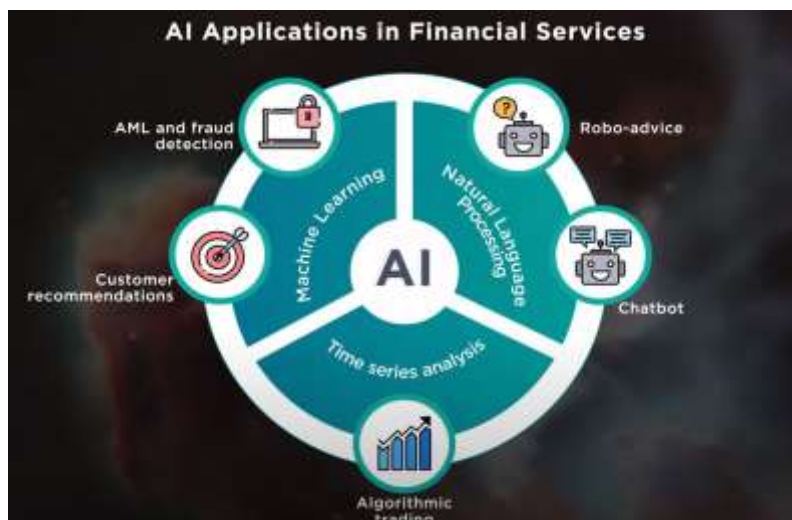 AI Applications in Financial Services
AML and fraud
detection
?
Robo-advice
Machine Learning
Natural Language
Processing
AI
Customer
recommendations
Chatbot
Time series analysis
Algorithmic
trading